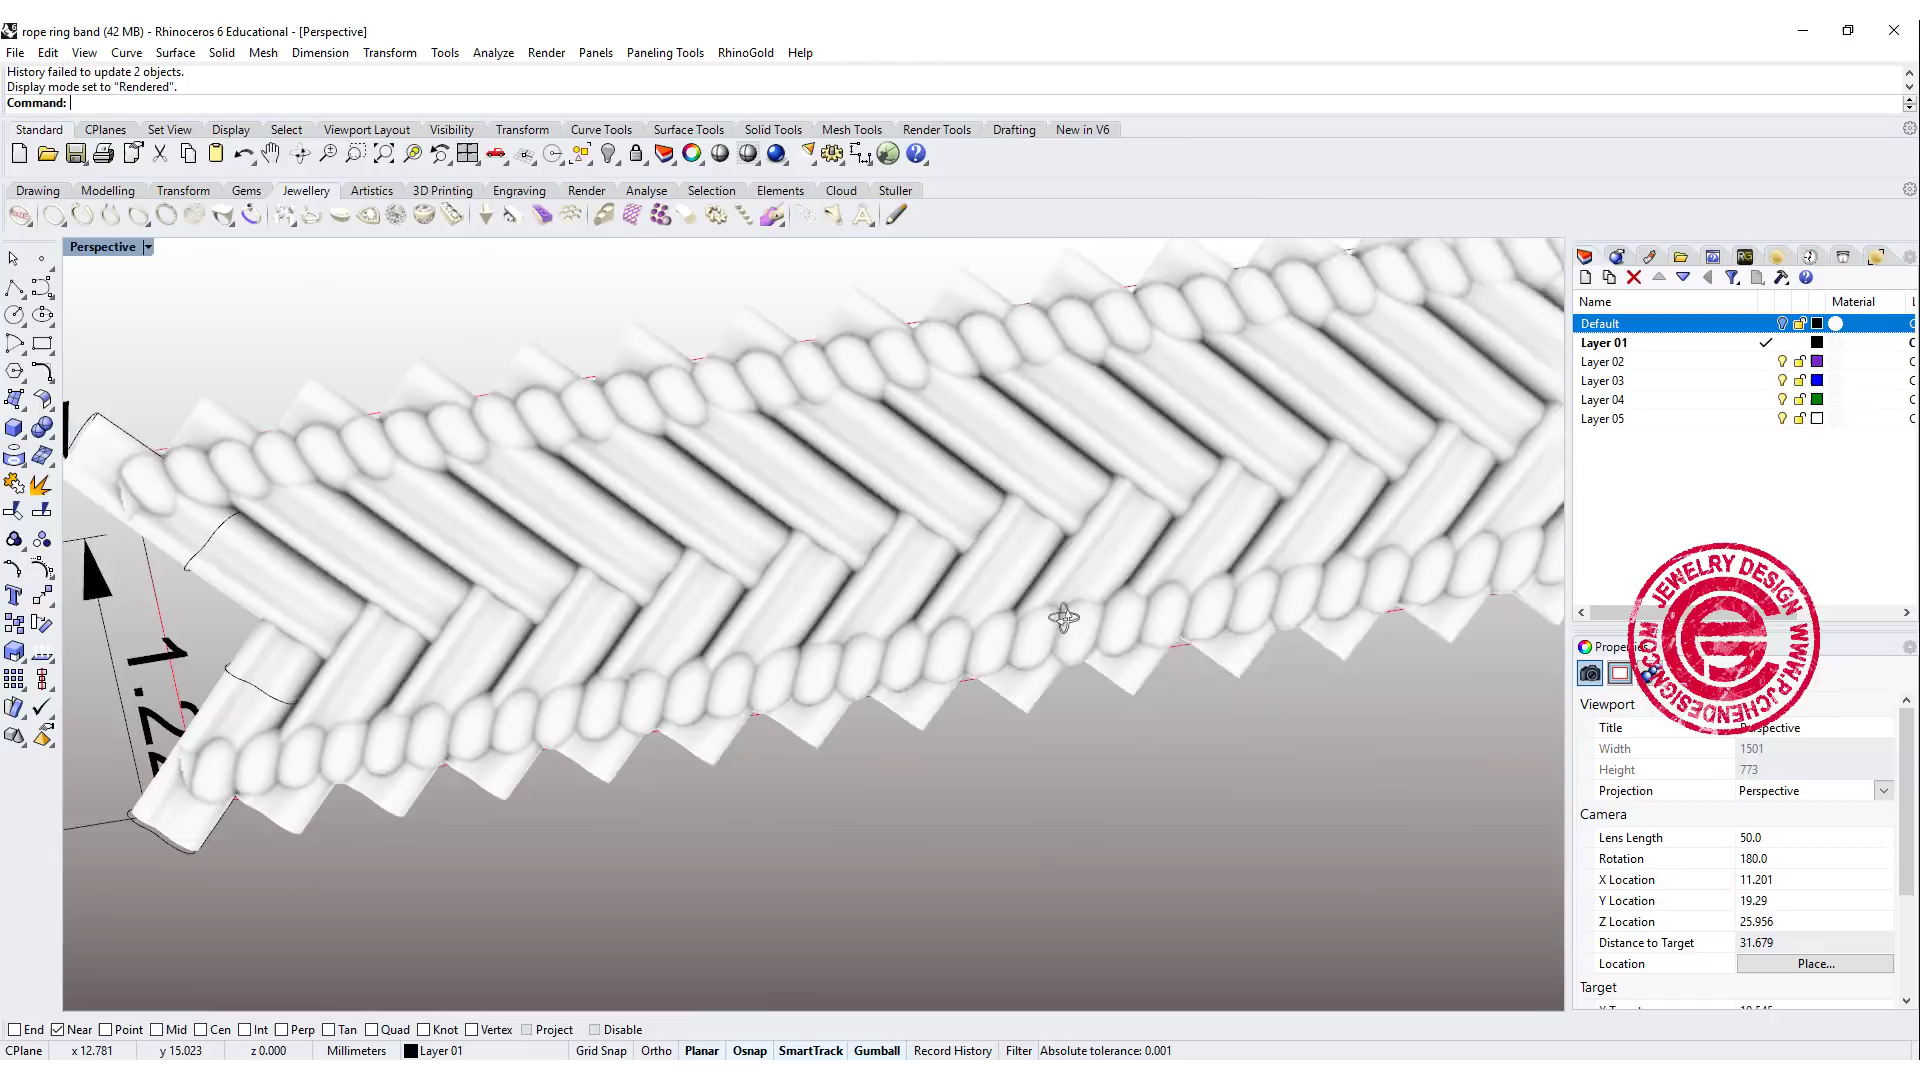 rope ring band (42 MB) - Rhinoceros 6 Educational - [Perspective]
File Edit View Curve Surface Solid Mesh Dimension Transform Tools Analyze Render Panels Paneling Tools RhinoGold Help
History failed to update 2 objects.
Display mode set to "Rendered".
Command:
Standard CPlanes Set View Display Select Viewport Layout Visibility Transform Curve Tools Surface Tools Solid Tools Mesh Tools Render Tools Drafting New in V6
Drawing Modelling Transform Gems Jewellery Artistics 3D Printing Engraving Render Analyse Selection Elements Cloud Stuller
Perspective
Name Material
Default
Layer 01
Layer 02
Layer 03
Layer 04
Layer 05
JEWELRY DESIGN WWW.PJCHENDESIGN.COM
Viewport
Title Perspective
Width 1501
Height 773
Projection Perspective
Camera
Lens Length 50.0
Rotation 180.0
X Location 11.201
Y Location 19.29
Z Location 25.956
Distance to Target 31.679
Location Place...
Target
End Near Point Mid Cen Int Perp Tan Quad Knot Vertex Project Disable
CPlane x 12.781 y 15.023 z 0.000 Millimeters Layer 01 Grid Snap Ortho Planar Osnap SmartTrack Gumball Record History Filter Absolute tolerance: 0.001